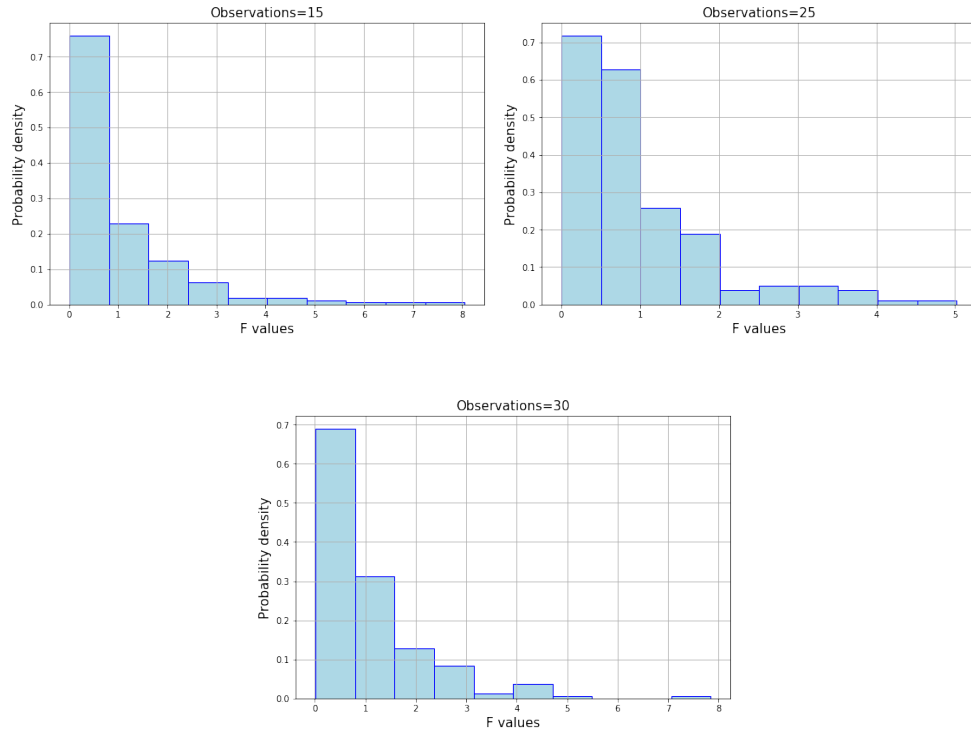 Observations=15
Probability density
0.7
0.6
0.5
0.4
0.3
0.2
0.1
0.0
0 1 2 3 4 5 6 7 8
F values
Observations=25
Probability density
0.7
0.6
0.5
0.4
0.3
0.2
0.1
0.0
0 1 2 3 4 5
F values
Observations=30
Probability density
0.7
0.6
0.5
0.4
0.3
0.2
0.1
0.0
0 1 2 3 4 5 6 7 8
F values